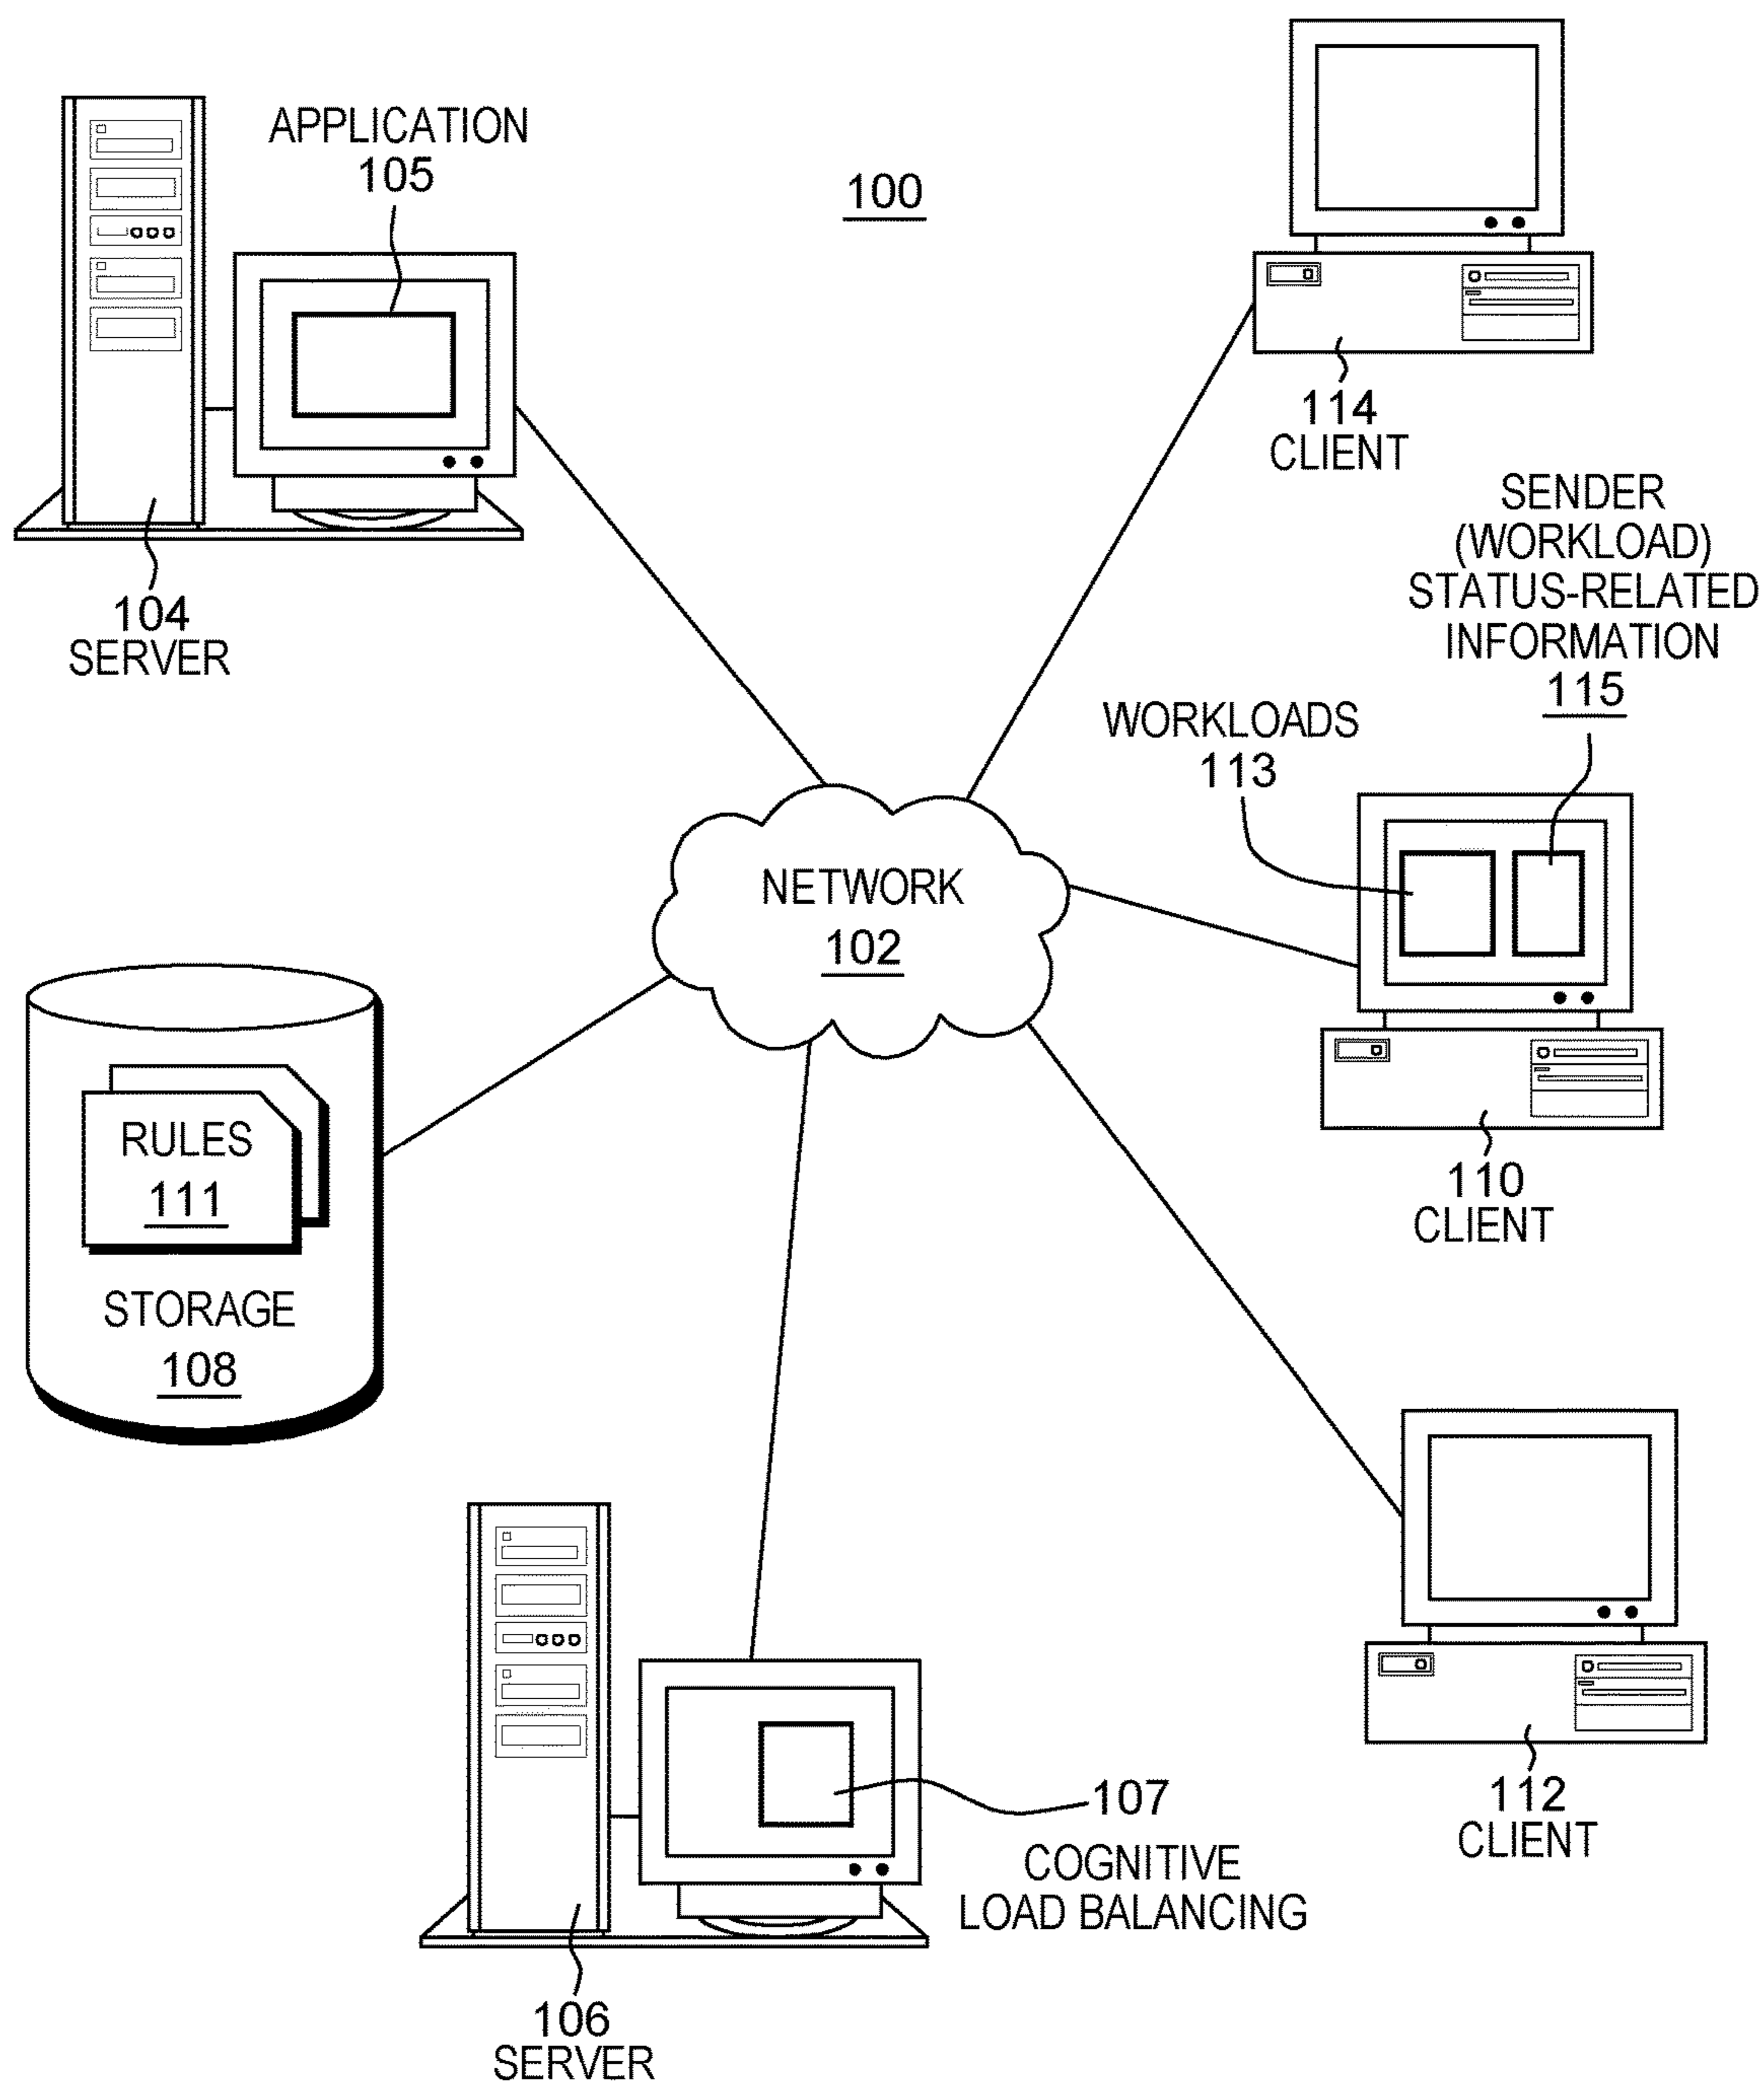 APPLICATION
105
100
104
SERVER
114
CLIENT
SENDER
(WORKLOAD)
STATUS-RELATED
INFORMATION
115
WORKLOADS
113
NETWORK
102
110
CLIENT
RULES
111
STORAGE
108
107
COGNITIVE
LOAD BALANCING
112
CLIENT
106
SERVER